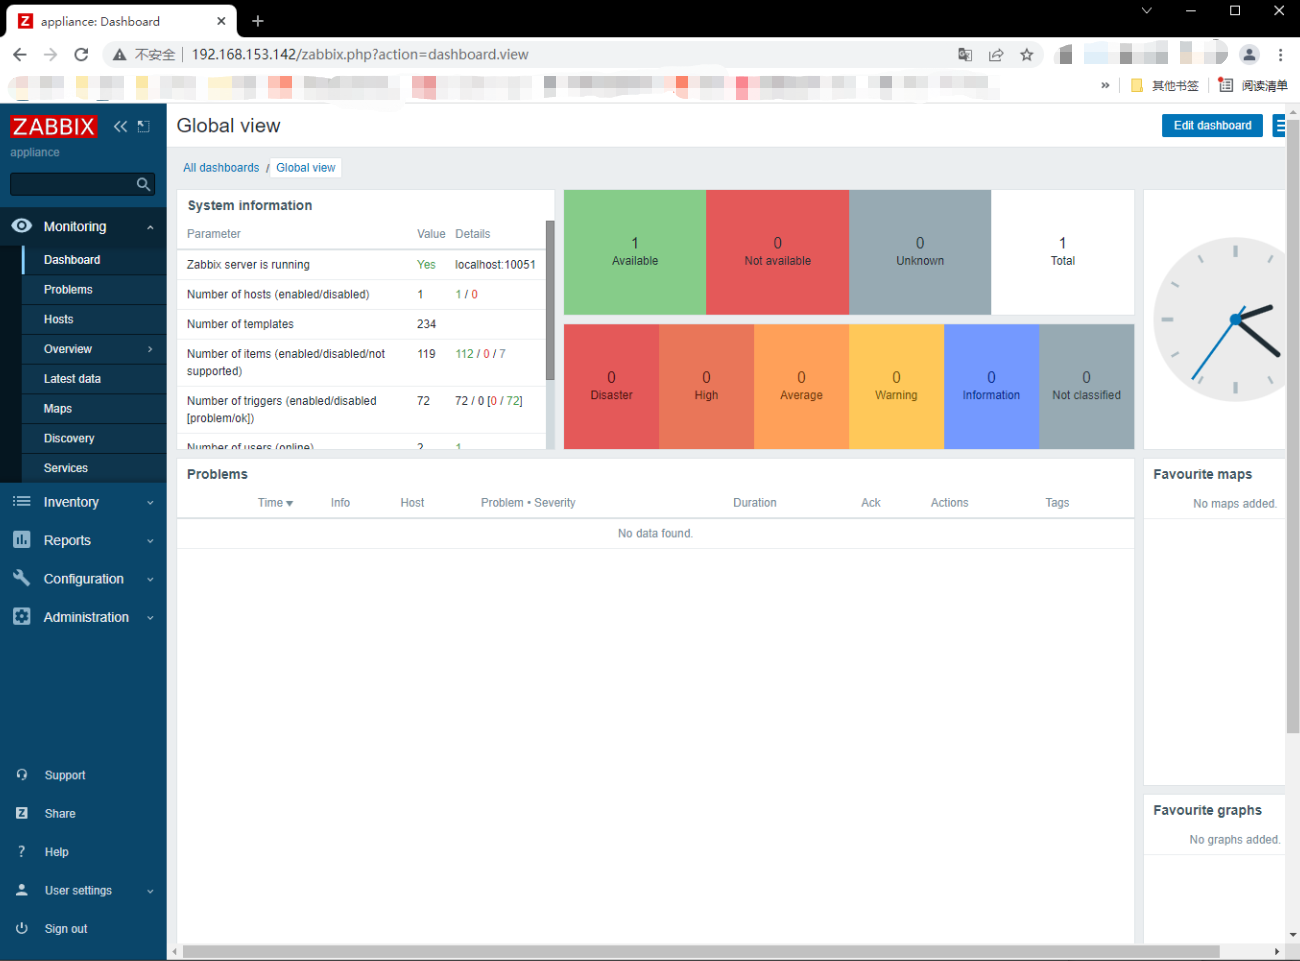 appliance: Dashboard
不安全 192.168.153.142/zabbix.php?action=dashboard.view
» 其他书签 阅读清单
ZABBIX
appliance
Monitoring
Dashboard
Problems
Hosts
Overview
Latest data
Maps
Discovery
Services
Inventory
Reports
Configuration
Administration
Support
Share
Help
User settings
Sign out
Global view
Edit dashboard
All dashboards / Global view
System information
Parameter Value Details
Zabbix server is running Yes localhost:10051
Number of hosts (enabled/disabled) 1 1 / 0
Number of templates 234
Number of items (enabled/disabled/not supported) 119 112 / 0 / 7
Number of triggers (enabled/disabled [problem/ok]) 72 72 / 0 [0 / 72]
Number of users (online) 2 1
1 Available
0 Not available
0 Unknown
1 Total
0 Disaster
0 High
0 Average
0 Warning
0 Information
0 Not classified
Problems
Time Info Host Problem • Severity Duration Ack Actions Tags
No data found.
Favourite maps
No maps added.
Favourite graphs
No graphs added.